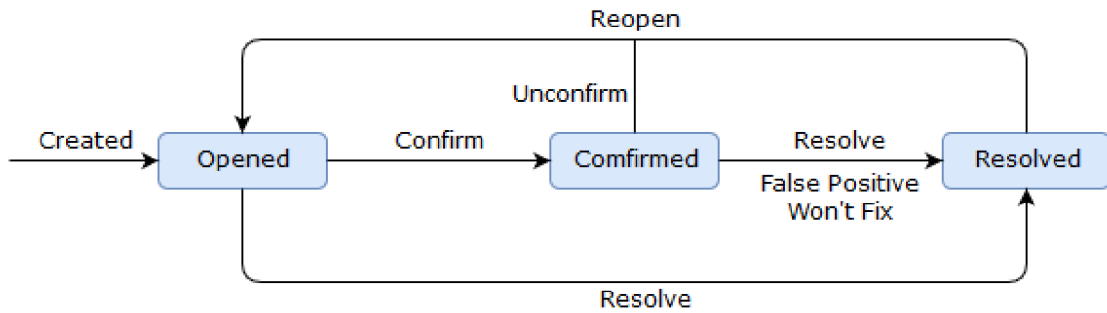 Reopen
Unconfirm
Created
Opened
Confirm
Comfirmed
Resolve
False Positive
Won't Fix
Resolved
Resolve